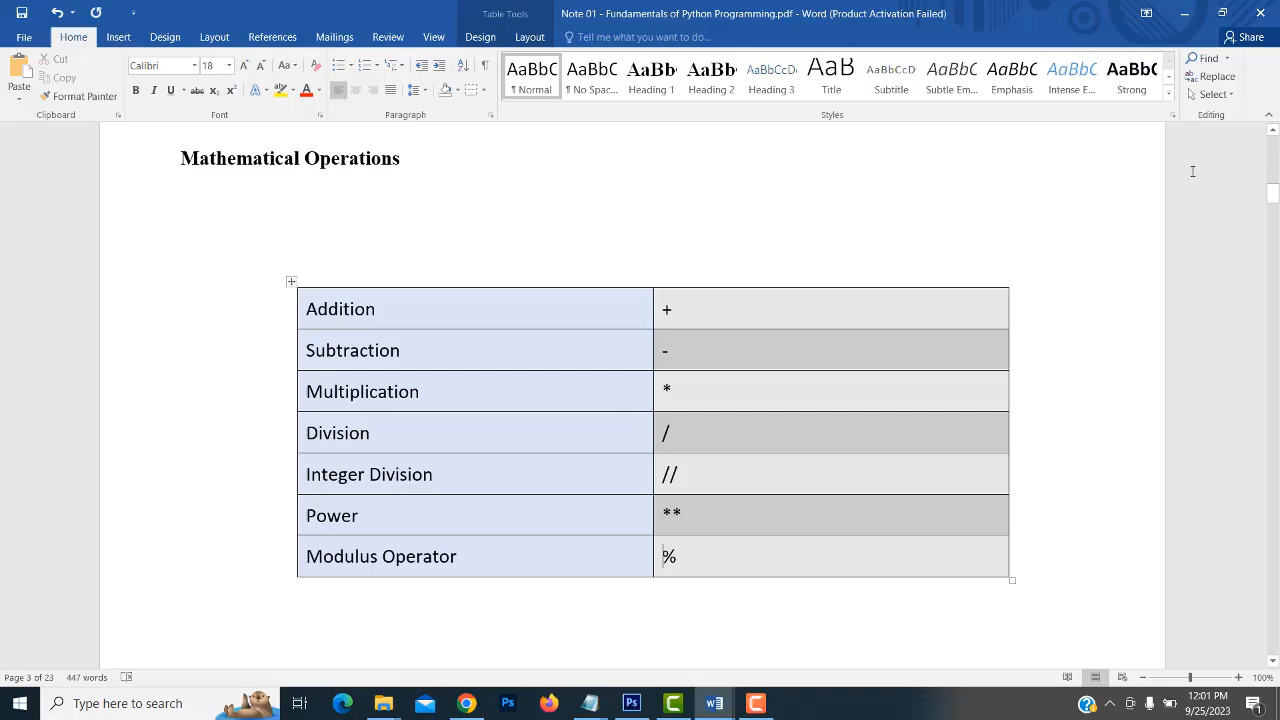 Table Tools
Note 01 - Fundamentals of Python Programming.pdf - Word (Product Activation Failed)
File Home Insert Design Layout References Mailings Review View Design Layout Tell me what you want to do... Share
Paste
Cut
Copy
Format Painter
Clipboard
Calibri 18
Font
Paragraph
AaBbC AaBbC AaBb AaBb AaBbCcD AaB AaBbCcD AaBbCc AaBbCc AaBbCc AaBbC
¶ Normal ¶ No Spac... Heading 1 Heading 2 Heading 3 Title Subtitle Subtle Em... Emphasis Intense E... Strong
Styles
Find
Replace
Select
Editing
Mathematical Operations
Addition +
Subtraction -
Multiplication *
Division /
Integer Division //
Power **
Modulus Operator %
Page 3 of 23 447 words 100%
Type here to search
12:01 PM
9/25/2023